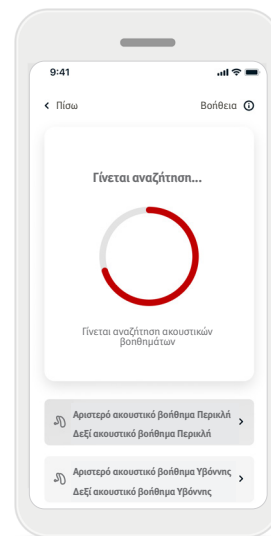 9:41
Πίσω Βοήθεια
Γίνεται αναζήτηση...
Γίνεται αναζήτηση ακουστικών
βοηθημάτων
Αριστερό ακουστικό βοήθημα Περικλή
Δεξί ακουστικό βοήθημα Περικλή
Αριστερό ακουστικό βοήθημα Υβόννης
Δεξί ακουστικό βοήθημα Υβόννης